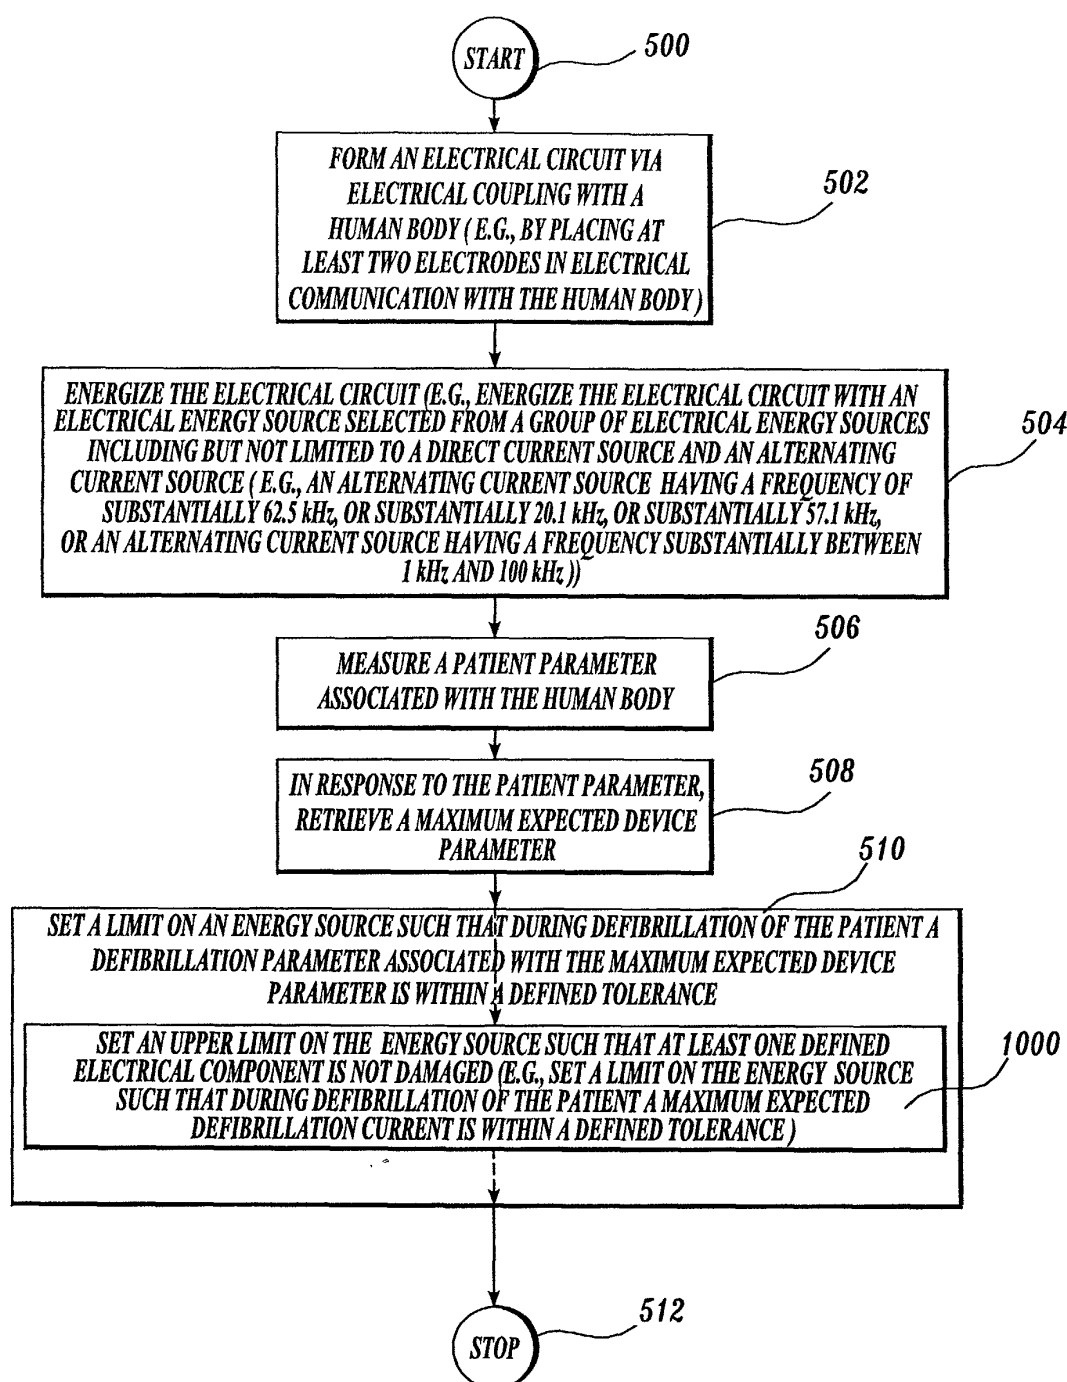 START
500
FORM AN ELECTRICAL CIRCUIT VIA
ELECTRICAL COUPLING WITH A
HUMAN BODY ( E.G., BY PLACING AT
LEAST TWO ELECTRODES IN ELECTRICAL
COMMUNICATION WITH THE HUMAN BODY )
502
ENERGIZE THE ELECTRICAL CIRCUIT (E.G., ENERGIZE THE ELECTRICAL CIRCUIT WITH AN
ELECTRICAL ENERGY SOURCE SELECTED FROM A GROUP OF ELECTRICAL ENERGY SOURCES
INCLUDING BUT NOT LIMITED TO A DIRECT CURRENT SOURCE AND AN ALTERNATING
CURRENT SOURCE ( E.G., AN ALTERNATING CURRENT SOURCE HAVING A FREQUENCY OF
SUBSTANTIALLY 62.5 kHz, OR SUBSTANTIALLY 20.1 kHz, OR SUBSTANTIALLY 57.1 kHz,
OR AN ALTERNATING CURRENT SOURCE HAVING A FREQUENCY SUBSTANTIALLY BETWEEN
1 kHz AND 100 kHz ))
504
MEASURE A PATIENT PARAMETER
ASSOCIATED WITH THE HUMAN BODY
506
IN RESPONSE TO THE PATIENT PARAMETER,
RETRIEVE A MAXIMUM EXPECTED DEVICE
PARAMETER
508
510
SET A LIMIT ON AN ENERGY SOURCE SUCH THAT DURING DEFIBRILLATION OF THE PATIENT A
DEFIBRILLATION PARAMETER ASSOCIATED WITH THE MAXIMUM EXPECTED DEVICE
PARAMETER IS WITHIN A DEFINED TOLERANCE
SET AN UPPER LIMIT ON THE ENERGY SOURCE SUCH THAT AT LEAST ONE DEFINED
ELECTRICAL COMPONENT IS NOT DAMAGED (E.G., SET A LIMIT ON THE ENERGY SOURCE
SUCH THAT DURING DEFIBRILLATION OF THE PATIENT A MAXIMUM EXPECTED
DEFIBRILLATION CURRENT IS WITHIN A DEFINED TOLERANCE )
1000
STOP
512